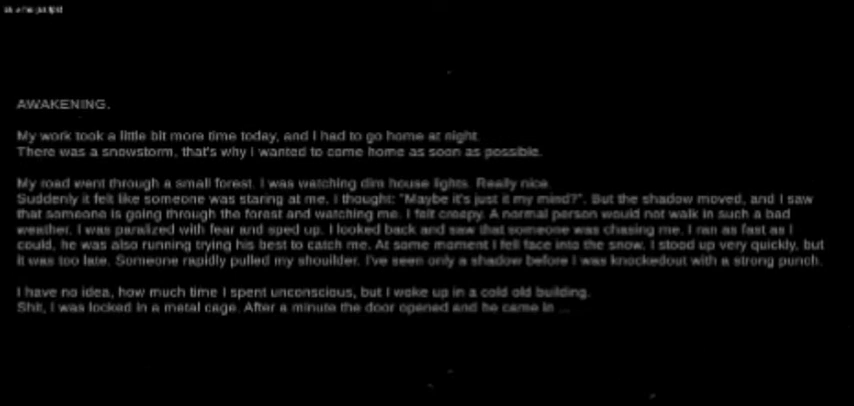 AWAKENING.
My work took a little bit more time today, and I had to go home at night.
There was a snowstorm, that's why I wanted to come home as soon as possible.
My road went through a small forest. I was watching dim house lights. Really nice.
Suddenly it felt like someone was staring at me, I thought: "Maybe it's just it my mind?". But the shadow moved, and I saw
that someone is going through the forest and watching me. I felt creepy. A normal person would not walk in such a bad
weather. I was paralized with fear and sped up. I looked back and saw that someone was chasing me. I ran as fast as I
could, he was also running trying his best to catch me. At some moment I fell face into the snow. I stood up very quickly, but
it was too late. Someone rapidly pulled my shoulder. I've seen only a shadow before I was knockedout with a strong punch.
I have no idea, how much time I spent unconscious, but I woke up in a cold old building.
Shit, I was locked in a metal cage. After a minute the door opened and he came in ...